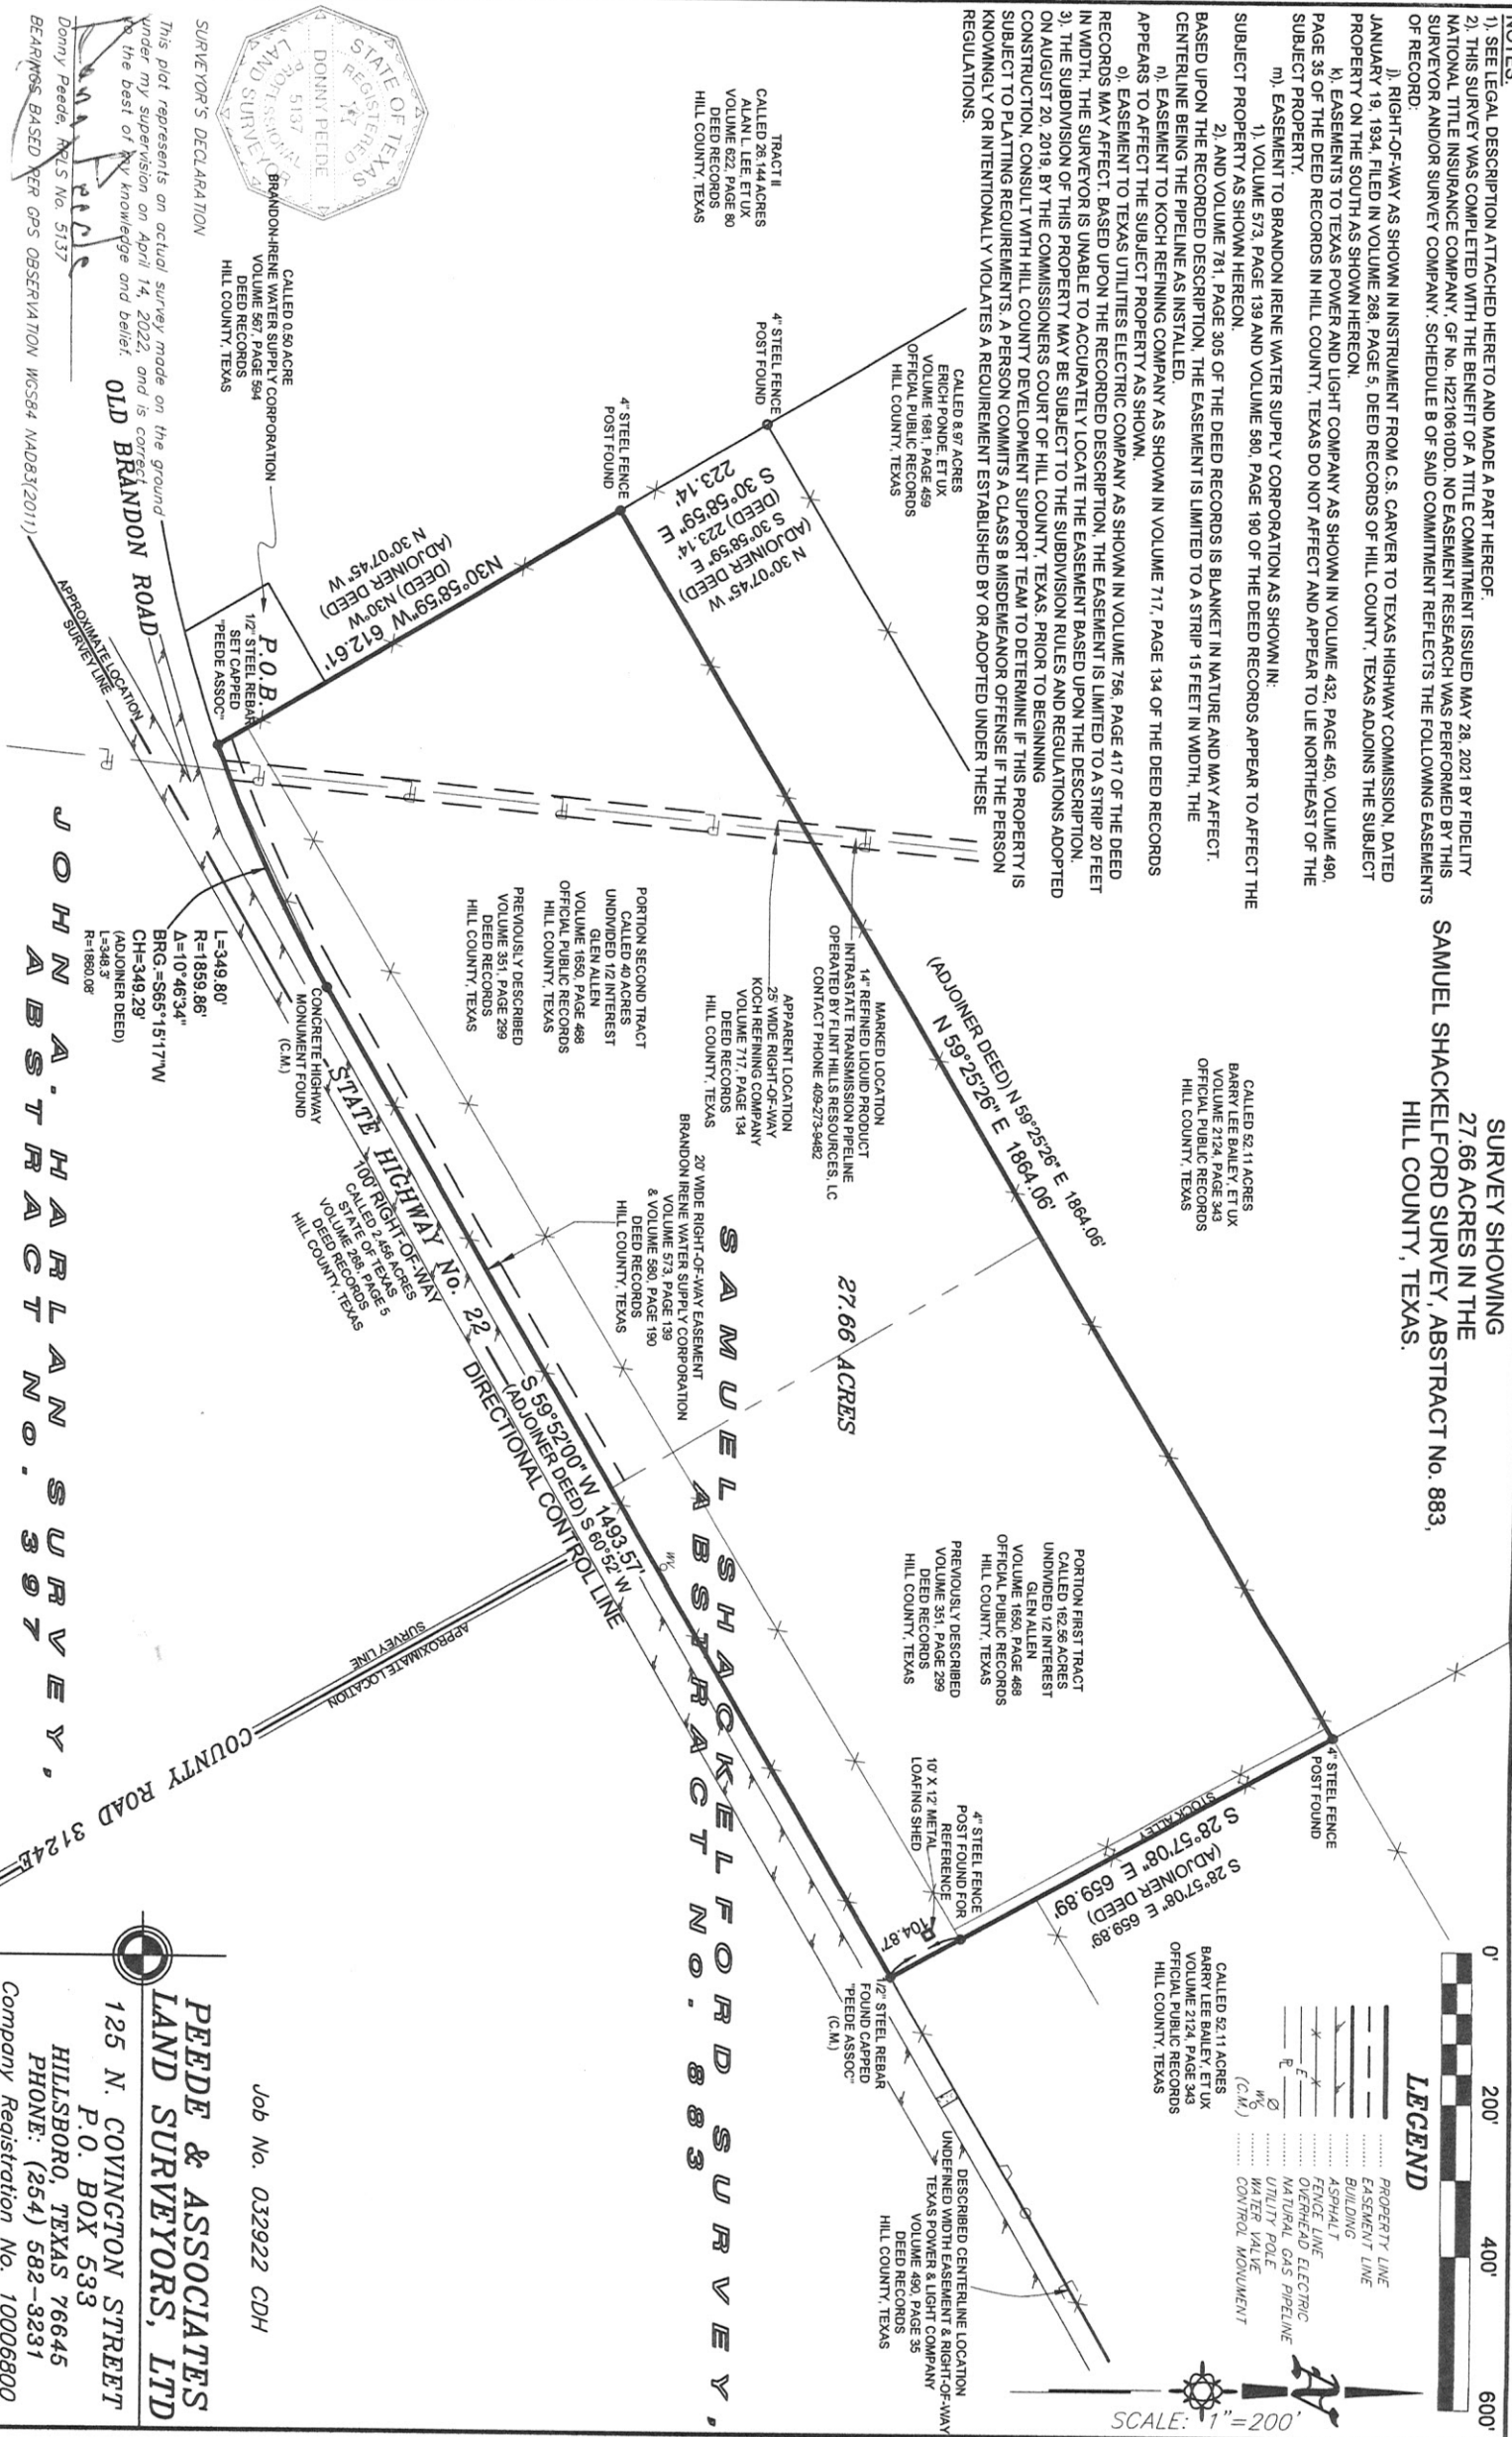 NOTES:
1). SEE LEGAL DESCRIPTION ATTACHED HERETO AND MADE A PART HEREOF.
2). THIS SURVEY WAS COMPLETED WITH THE BENEFIT OF A TITLE COMMITMENT ISSUED MAY 28, 2021 BY FIDELITY
NATIONAL TITLE INSURANCE COMPANY, GF No. H221061DD. NO EASEMENT RESEARCH WAS PERFORMED BY THIS
SURVEYOR AND/OR SURVEY COMPANY. SCHEDULE B OF SAID COMMITMENT REFLECTS THE FOLLOWING EASEMENTS
OF RECORD:
j). RIGHT-OF-WAY AS SHOWN IN INSTRUMENT FROM C.S. CARVER TO TEXAS HIGHWAY COMMISSION, DATED
JANUARY 19, 1934, FILED IN VOLUME 268, PAGE 5, DEED RECORDS OF HILL COUNTY, TEXAS ADJOINS THE SUBJECT
PROPERTY ON THE SOUTH AS SHOWN HEREON.
k). EASEMENTS TO TEXAS POWER AND LIGHT COMPANY AS SHOWN IN VOLUME 432, PAGE 450, VOLUME 490,
PAGE 35 OF THE DEED RECORDS IN HILL COUNTY, TEXAS DO NOT AFFECT AND APPEAR TO LIE NORTHEAST OF THE
SUBJECT PROPERTY.
m). EASEMENT TO BRANDON IRENE WATER SUPPLY CORPORATION AS SHOWN IN:
1). VOLUME 573, PAGE 139 AND VOLUME 580, PAGE 190 OF THE DEED RECORDS APPEAR TO AFFECT THE
SUBJECT PROPERTY AS SHOWN HEREON.
2). AND VOLUME 781, PAGE 305 OF THE DEED RECORDS IS BLANKET IN NATURE AND MAY AFFECT.
BASED UPON THE RECORDED DESCRIPTION, THE EASEMENT IS LIMITED TO A STRIP 15 FEET IN WIDTH, THE
CENTERLINE BEING THE PIPELINE AS INSTALLED.
n). EASEMENT TO KOCH REFINING COMPANY AS SHOWN IN VOLUME 717, PAGE 134 OF THE DEED RECORDS
APPEARS TO AFFECT THE SUBJECT PROPERTY AS SHOWN.
o). EASEMENT TO TEXAS UTILITIES ELECTRIC COMPANY AS SHOWN IN VOLUME 756, PAGE 417 OF THE DEED
RECORDS MAY AFFECT. BASED UPON THE RECORDED DESCRIPTION, THE EASEMENT IS LIMITED TO A STRIP 20 FEET
IN WIDTH. THE SURVEYOR IS UNABLE TO ACCURATELY LOCATE THE EASEMENT BASED UPON THE DESCRIPTION.
3). THE SUBDIVISION OF THIS PROPERTY MAY BE SUBJECT TO THE SUBDIVISION RULES AND REGULATIONS ADOPTED
ON AUGUST 20, 2019, BY THE COMMISSIONERS COURT OF HILL COUNTY, TEXAS. PRIOR TO BEGINNING
CONSTRUCTION, CONSULT WITH HILL COUNTY DEVELOPMENT SUPPORT TEAM TO DETERMINE IF THIS PROPERTY IS
SUBJECT TO PLATTING REQUIREMENTS. A PERSON COMMITS A CLASS B MISDEMEANOR OFFENSE IF THE PERSON
KNOWINGLY OR INTENTIONALLY VIOLATES A REQUIREMENT ESTABLISHED BY OR ADOPTED UNDER THESE
REGULATIONS.
SURVEY SHOWING
27.66 ACRES IN THE
SAMUEL SHACKELFORD SURVEY, ABSTRACT No. 883,
HILL COUNTY, TEXAS.
0' 200' 400' 600'
LEGEND
PROPERTY LINE
EASEMENT LINE
BUILDING
ASPHALT
FENCE LINE
E OVERHEAD ELECTRIC
NATURAL GAS PIPELINE
UTILITY POLE
WV WATER VALVE
(C.M.) CONTROL MONUMENT
SCALE: 1"=200'
CALLED 52.11 ACRES
BARRY LEE BAILEY, ET UX
VOLUME 2124, PAGE 343
OFFICIAL PUBLIC RECORDS
HILL COUNTY, TEXAS
CALLED 52.11 ACRES
BARRY LEE BAILEY, ET UX
VOLUME 2124, PAGE 343
OFFICIAL PUBLIC RECORDS
HILL COUNTY, TEXAS
TRACT II
CALLED 26.144 ACRES
ALAN L. LEE, ET UX
VOLUME 622, PAGE 80
DEED RECORDS
HILL COUNTY, TEXAS
4" STEEL FENCE
POST FOUND
CALLED 8.97 ACRES
ERICH PONDE, ET UX
VOLUME 1681, PAGE 459
OFFICIAL PUBLIC RECORDS
HILL COUNTY, TEXAS
N 30°07'45" W
(ADJOINER DEED)
S 30°58'59" E
(DEED) 223.14'
S 30°58'59" E
223.14'
4" STEEL FENCE
POST FOUND
N30°58'59"W 612.61'
(DEED) N30°W
(ADJOINER DEED)
N 30°07'45" W
(ADJOINER DEED) N 59°25'26" E 1864.06'
N 59°25'26" E 1864.06'
MARKED LOCATION
14" REFINED LIQUID PRODUCT
INTRASTATE TRANSMISSION PIPELINE
OPERATED BY FLINT HILLS RESOURCES, LC
CONTACT PHONE 409-273-9482
APPARENT LOCATION
25' WIDE RIGHT-OF-WAY
KOCH REFINING COMPANY
VOLUME 717, PAGE 134
DEED RECORDS
HILL COUNTY, TEXAS
PORTION SECOND TRACT
CALLED 40 ACRES
UNDIVIDED 1/2 INTEREST
GLEN ALLEN
VOLUME 1650, PAGE 468
OFFICIAL PUBLIC RECORDS
HILL COUNTY, TEXAS
PREVIOUSLY DESCRIBED
VOLUME 351, PAGE 299
DEED RECORDS
HILL COUNTY, TEXAS
27.66 ACRES
PORTION FIRST TRACT
CALLED 162.56 ACRES
UNDIVIDED 1/2 INTEREST
GLEN ALLEN
VOLUME 1650, PAGE 468
OFFICIAL PUBLIC RECORDS
HILL COUNTY, TEXAS
PREVIOUSLY DESCRIBED
VOLUME 351, PAGE 299
DEED RECORDS
HILL COUNTY, TEXAS
4" STEEL FENCE
POST FOUND
STOCK ALLEY
S 28°57'08" E 659.89'
(ADJOINER DEED)
S 28°57'08" E 659.89'
4" STEEL FENCE
POST FOUND FOR
REFERENCE
10' X 12' METAL
LOAFING SHED
104.87'
1/2" STEEL REBAR
FOUND CAPPED
"PEEDE ASSOC"
(C.M.)
DESCRIBED CENTERLINE LOCATION
UNDEFINED WIDTH EASEMENT & RIGHT-OF-WAY
TEXAS POWER & LIGHT COMPANY
VOLUME 490, PAGE 35
DEED RECORDS
HILL COUNTY, TEXAS
20' WIDE RIGHT-OF-WAY EASEMENT
BRANDON IRENE WATER SUPPLY CORPORATION
VOLUME 573, PAGE 139
& VOLUME 580, PAGE 190
DEED RECORDS
HILL COUNTY, TEXAS
SAMUEL SHACKELFORD SURVEY,
ABSTRACT NO. 883
WV
S 59°52'00" W 1493.57'
(ADJOINER DEED) S 60°52' W
DIRECTIONAL CONTROL LINE
STATE HIGHWAY No. 22
100' RIGHT-OF-WAY
CALLED 2.456 ACRES
STATE OF TEXAS
VOLUME 268, PAGE 5
DEED RECORDS
HILL COUNTY, TEXAS
CONCRETE HIGHWAY
MONUMENT FOUND
(C.M.)
L=349.80'
R=1859.86'
Δ=10°46'34"
BRG.=S65°15'17"W
CH=349.29'
(ADJOINER DEED)
L=348.3'
R=1860.08'
P.O.B.
1/2" STEEL REBAR
SET CAPPED
"PEEDE ASSOC"
OLD BRANDON ROAD
APPROXIMATE LOCATION
SURVEY LINE
CALLED 0.50 ACRE
BRANDON-IRENE WATER SUPPLY CORPORATION
VOLUME 567, PAGE 594
DEED RECORDS
HILL COUNTY, TEXAS
STATE OF TEXAS
REGISTERED
DONNY PEEDE
5137
PROFESSIONAL
LAND SURVEYOR
SURVEYOR'S DECLARATION
This plat represents an actual survey made on the ground
under my supervision on April 14, 2022, and is correct
to the best of my knowledge and belief.
Donny Peede
Donny Peede, RPLS No. 5137
BEARINGS BASED PER GPS OBSERVATION WGS84 NAD83(2011)
JOHN A. HARLAN SURVEY,
ABSTRACT NO. 397
APPROXIMATE LOCATION
SURVEY LINE
COUNTY ROAD 3124E
Job No. 032922 CDH
PEEDE & ASSOCIATES
LAND SURVEYORS, LTD
125 N. COVINGTON STREET
P.O. BOX 533
HILLSBORO, TEXAS 76645
PHONE: (254) 582-3231
Company Registration No. 10006800